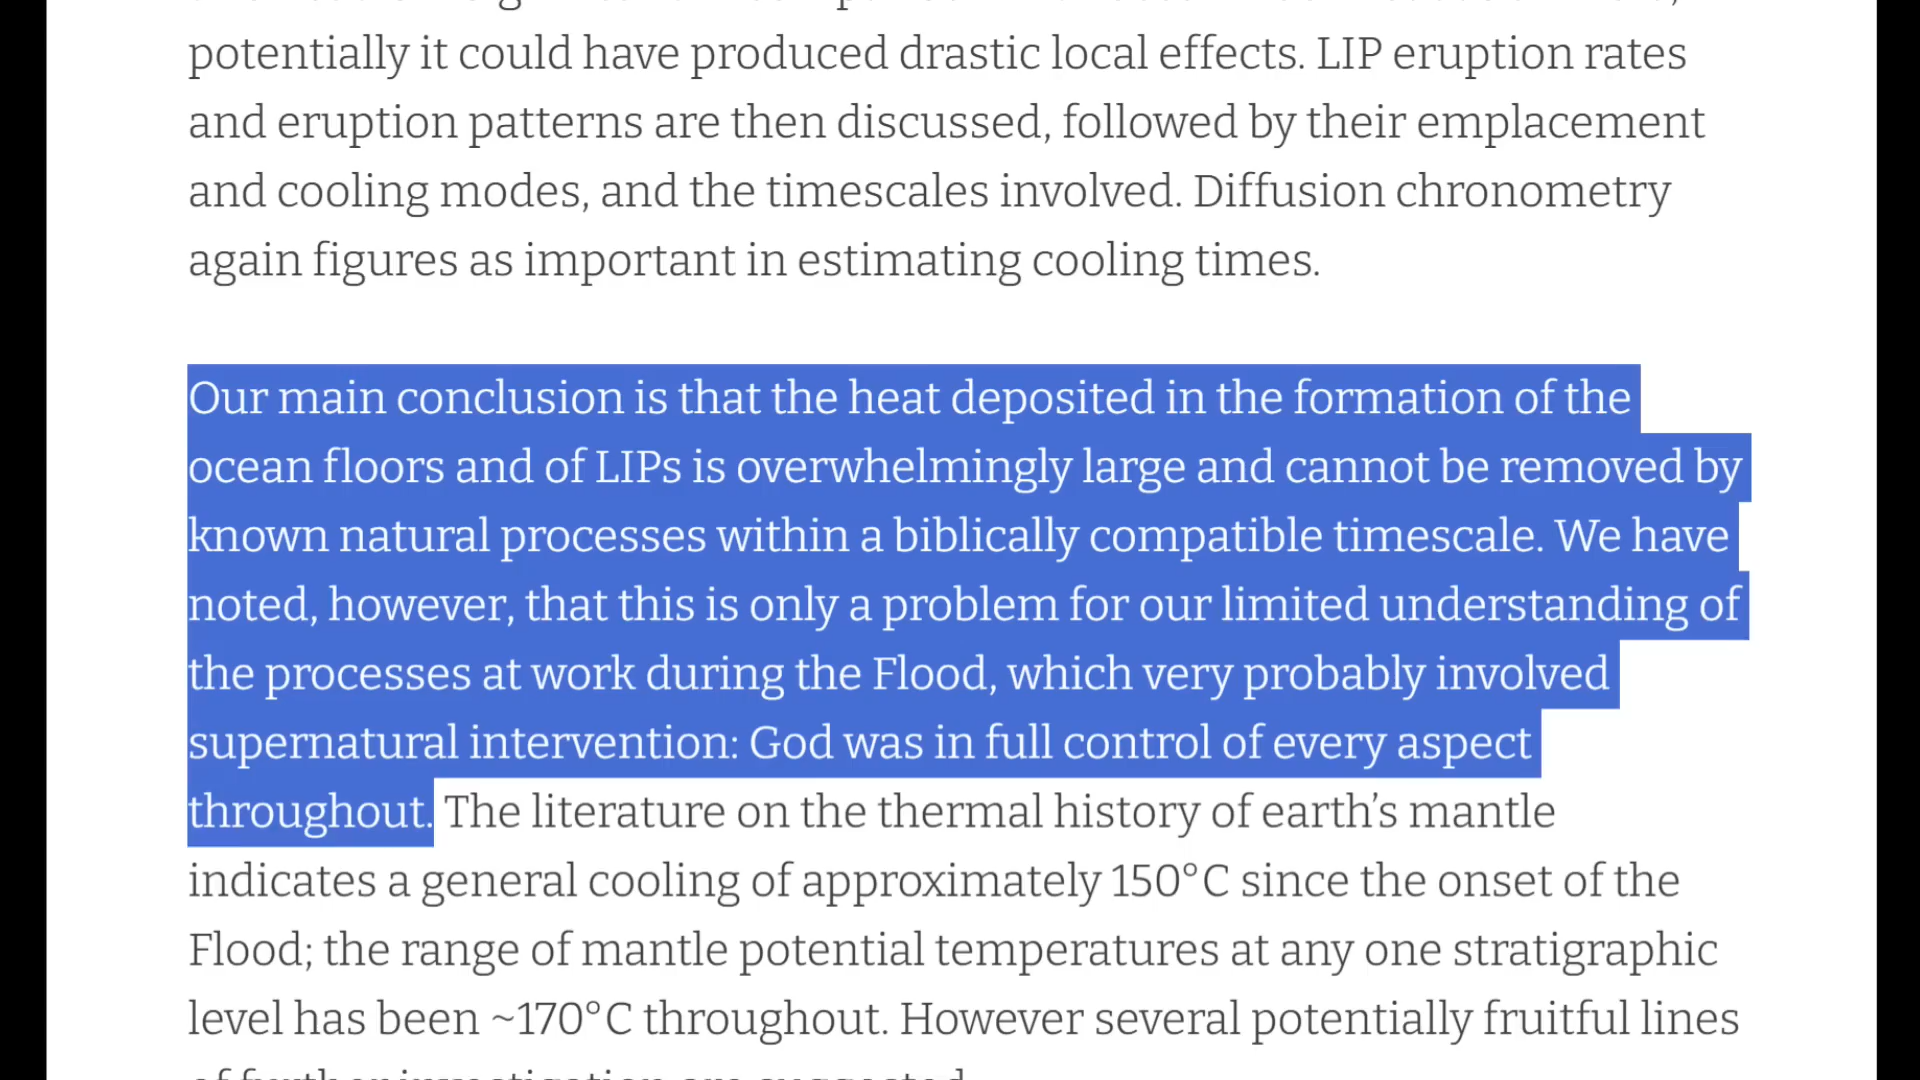 potentially it could have produced drastic local effects. LIP eruption rates
and eruption patterns are then discussed, followed by their emplacement
and cooling modes, and the timescales involved. Diffusion chronometry
again figures as important in estimating cooling times.
Our main conclusion is that the heat deposited in the formation of the
ocean floors and of LIPs is overwhelmingly large and cannot be removed by
known natural processes within a biblically compatible timescale. We have
noted, however, that this is only a problem for our limited understanding of
the processes at work during the Flood, which very probably involved
supernatural intervention: God was in full control of every aspect
throughout. The literature on the thermal history of earth’s mantle
indicates a general cooling of approximately 150°C since the onset of the
Flood; the range of mantle potential temperatures at any one stratigraphic
level has been ~170°C throughout. However several potentially fruitful lines
of further investigation are suggested.